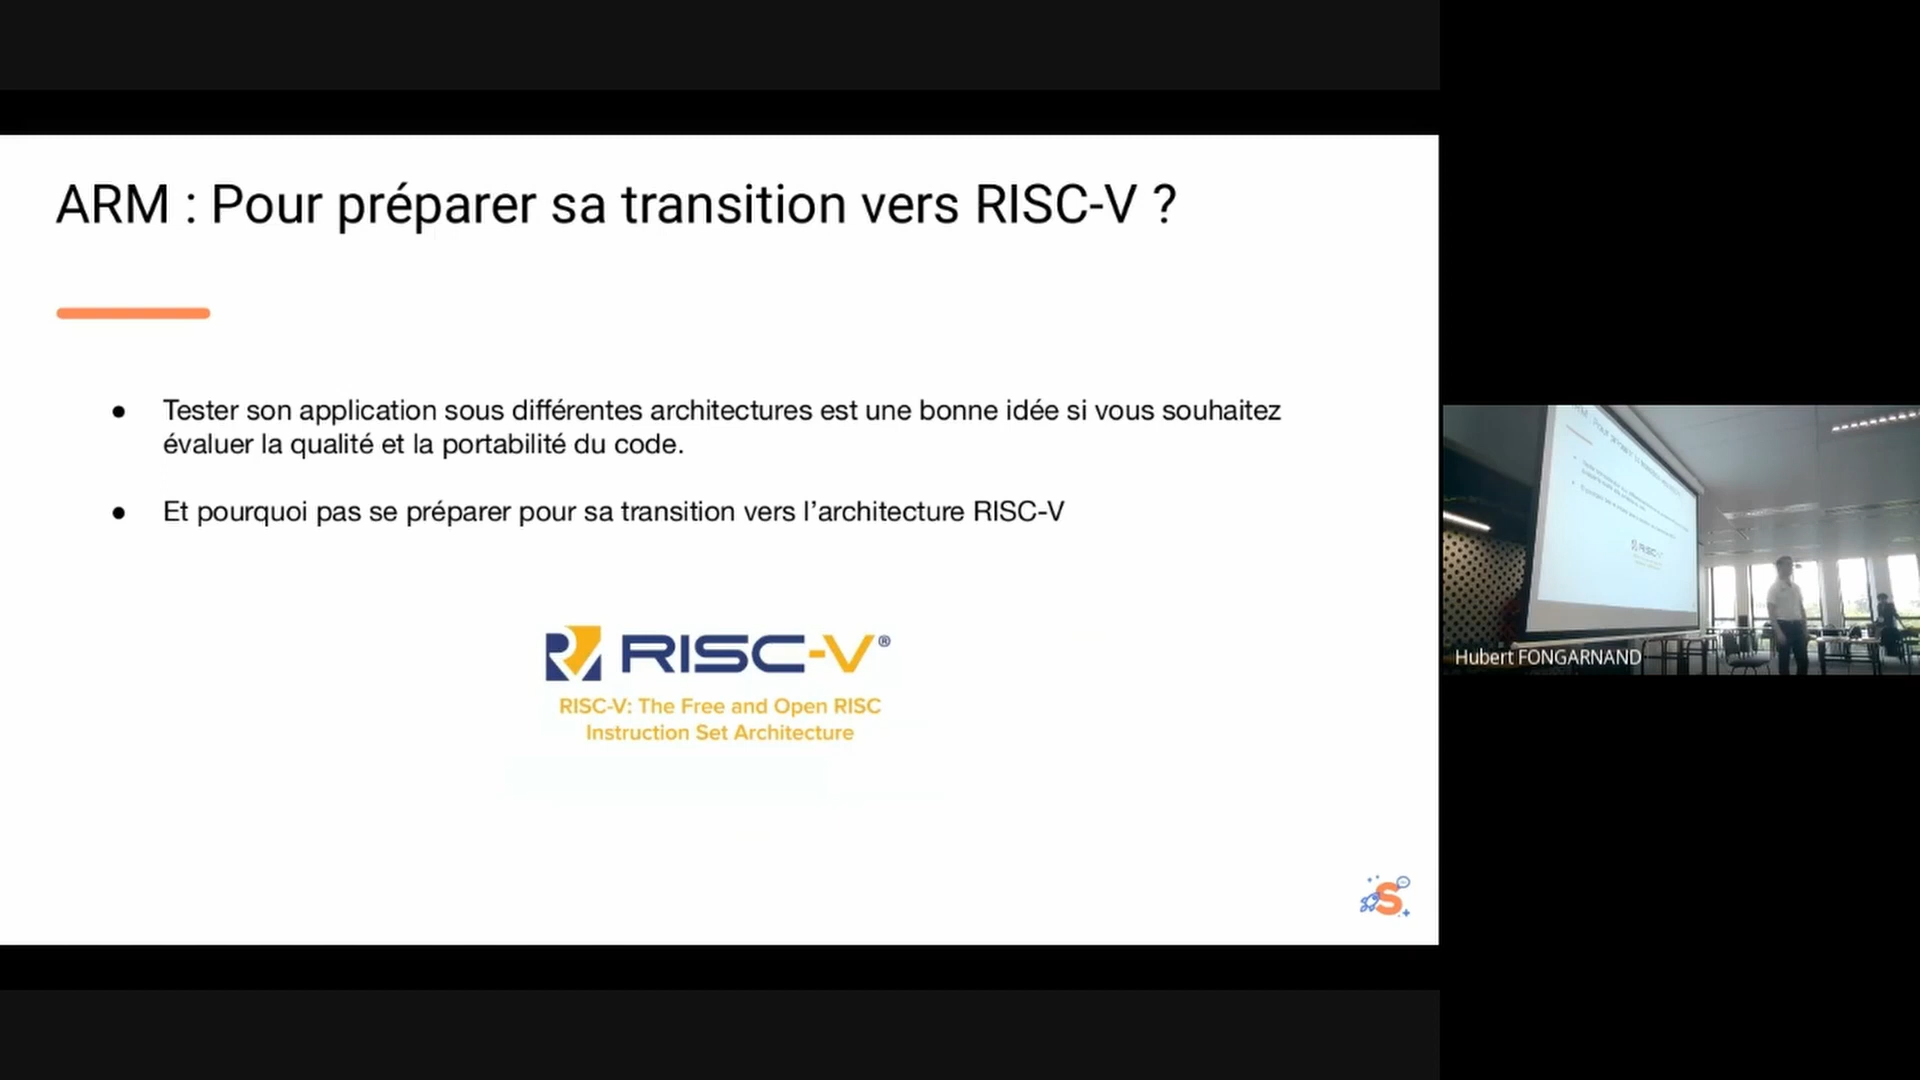 ARM : Pour préparer sa transition vers RISC-V ?
● Tester son application sous différentes architectures est une bonne idée si vous souhaitez
évaluer la qualité et la portabilité du code.
● Et pourquoi pas se préparer pour sa transition vers l’architecture RISC-V
RISC-V®
RISC-V: The Free and Open RISC
Instruction Set Architecture
S
RISC-V
Hubert FONGARNAND